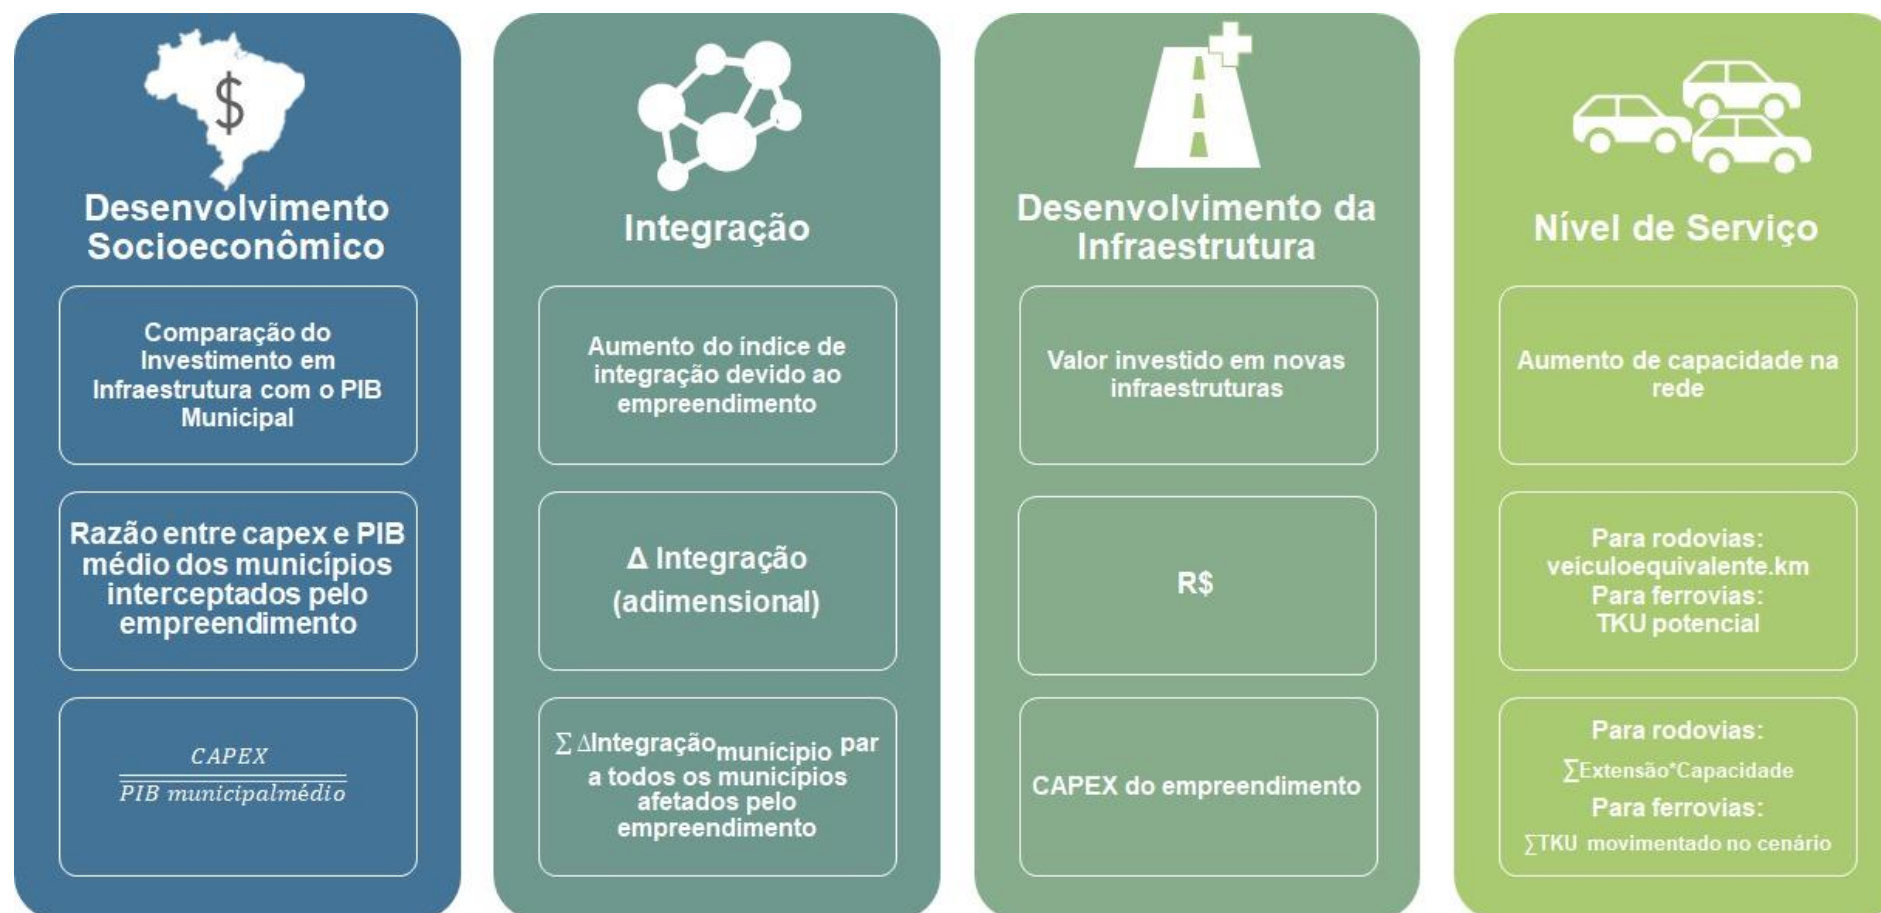 $
Desenvolvimento
Socioeconômico
Comparação do
Investimento em
Infraestrutura com o PIB
Municipal
Razão entre capex e PIB
médio dos municípios
interceptados pelo
empreendimento
CAPEX
PIB municipalmédio
Integração
Aumento do índice de
integração devido ao
empreendimento
Δ Integração
(adimensional)
∑ ΔIntegração município par
a todos os municípios
afetados pelo
empreendimento
Desenvolvimento da
Infraestrutura
Valor investido em novas
infraestruturas
R$
CAPEX do empreendimento
Nível de Serviço
Aumento de capacidade na
rede
Para rodovias:
veiculoequivalente.km
Para ferrovias:
TKU potencial
Para rodovias:
∑Extensão*Capacidade
Para ferrovias:
∑TKU movimentado no cenário